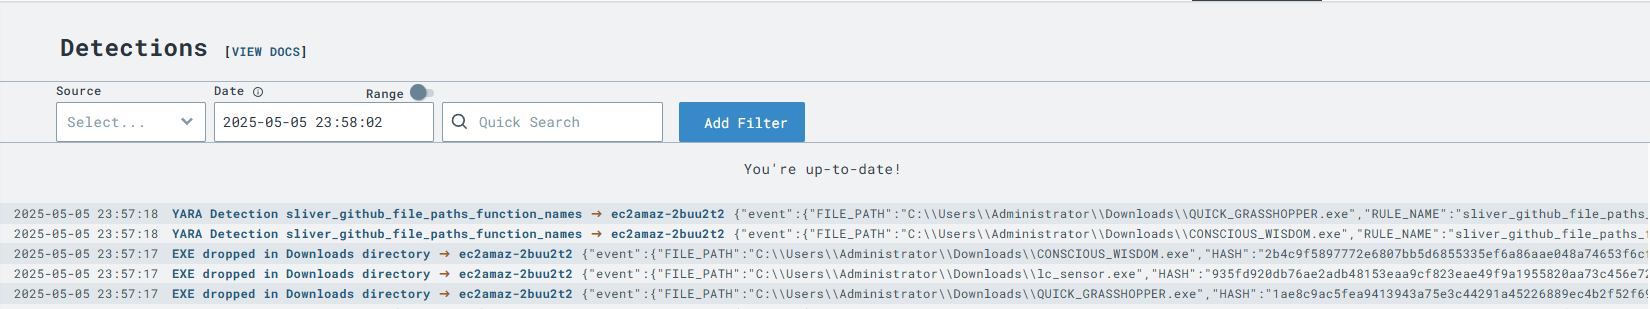 Detections [VIEW DOCS]
Source Date Range
Select... 2025-05-05 23:58:02 Quick Search Add Filter
You're up-to-date!
2025-05-05 23:57:18 YARA Detection sliver_github_file_paths_function_names → ec2amaz-2buu2t2 {"event":{"FILE_PATH":"C:\\Users\\Administrator\\Downloads\\QUICK_GRASSHOPPER.exe","RULE_NAME":"sliver_github_file_paths_
2025-05-05 23:57:18 YARA Detection sliver_github_file_paths_function_names → ec2amaz-2buu2t2 {"event":{"FILE_PATH":"C:\\Users\\Administrator\\Downloads\\CONSCIOUS_WISDOM.exe","RULE_NAME":"sliver_github_file_paths_
2025-05-05 23:57:17 EXE dropped in Downloads directory → ec2amaz-2buu2t2 {"event":{"FILE_PATH":"C:\\Users\\Administrator\\Downloads\\CONSCIOUS_WISDOM.exe","HASH":"2b4c9f5897772e6807bb5d6855335ef6a86aae048a74653f6c
2025-05-05 23:57:17 EXE dropped in Downloads directory → ec2amaz-2buu2t2 {"event":{"FILE_PATH":"C:\\Users\\Administrator\\Downloads\\lc_sensor.exe","HASH":"935fd920db76ae2adb48153eaa9cf823eae49f9a1955820aa73c456e72
2025-05-05 23:57:17 EXE dropped in Downloads directory → ec2amaz-2buu2t2 {"event":{"FILE_PATH":"C:\\Users\\Administrator\\Downloads\\QUICK_GRASSHOPPER.exe","HASH":"1ae8c9ac5fea9413943a75e3c44291a45226889ec4b2f52f69